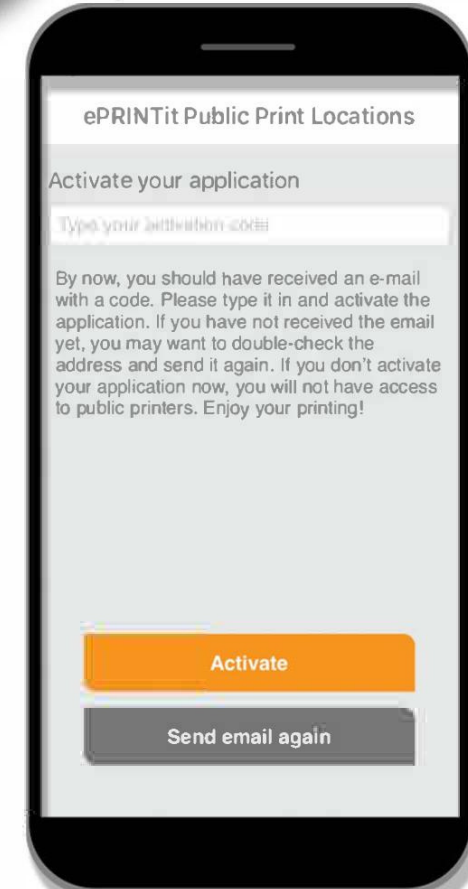 ePRINTit Public Print Locations
Activate your application
Type your activation code
By now, you should have received an e-mail
with a code. Please type it in and activate the
application. If you have not received the email
yet, you may want to double-check the
address and send it again. If you don't activate
your application now, you will not have access
to public printers. Enjoy your printing!
Activate
Send email again